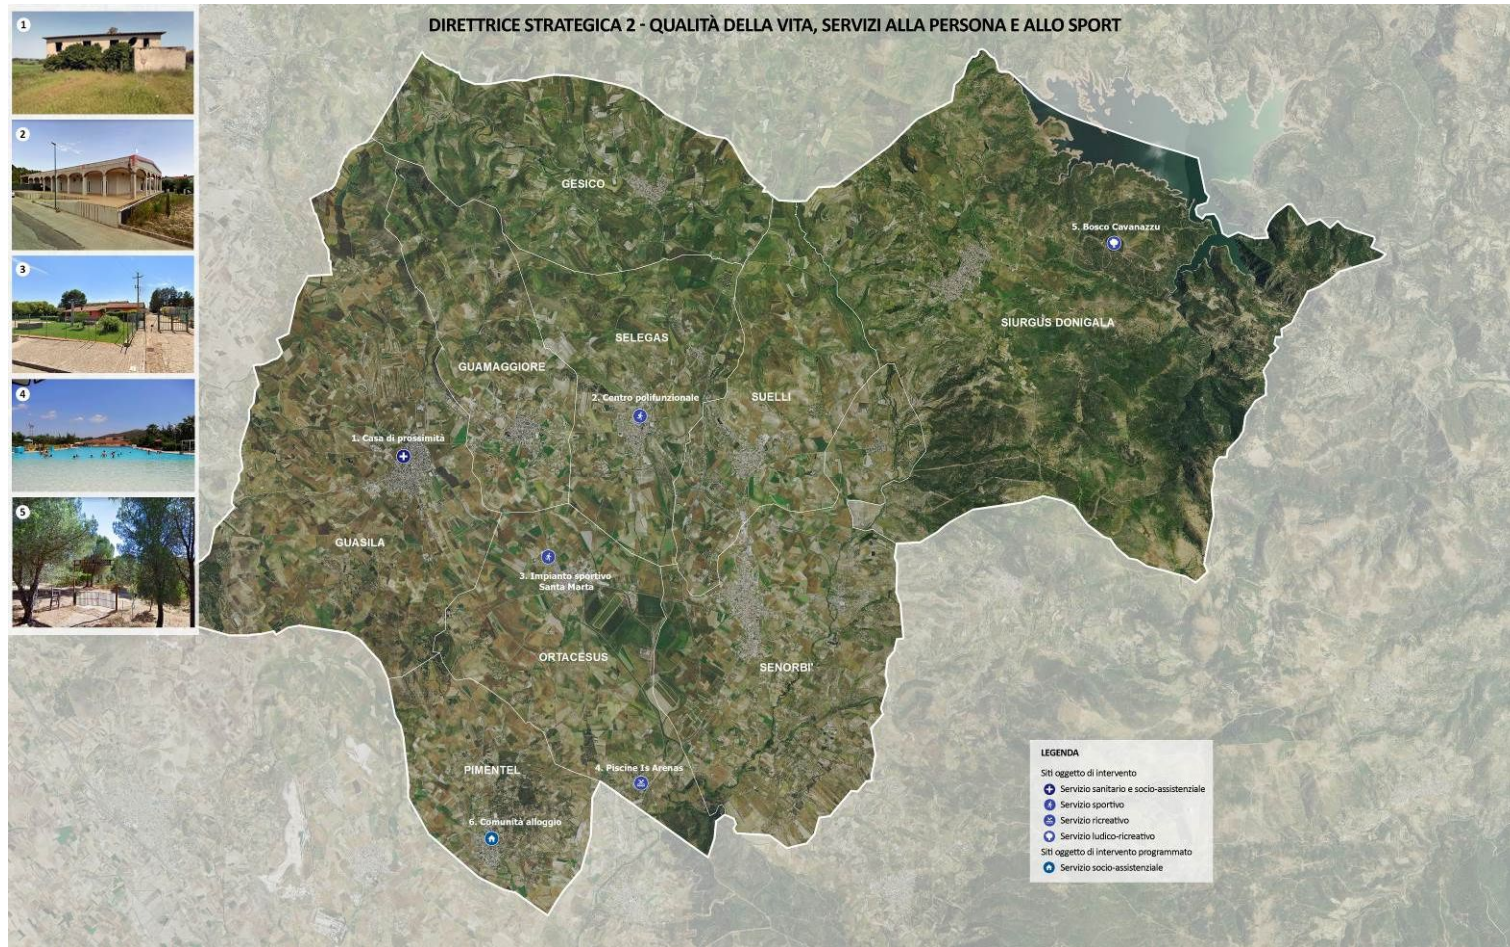 DIRETTRICE STRATEGICA 2 - QUALITÀ DELLA VITA, SERVIZI ALLA PERSONA E ALLO SPORT
1
2
3
4
5
GESICO
5. Bosco Cavanazzu
SIURGUS DONIGALA
SELEGAS
GUAMAGGIORE
2. Centro polifunzionale
SUELLI
1. Casa di prossimità
GUASILA
3. Impianto sportivo
Santa Marta
ORTACESUS
SENORBI'
PIMENTEL
4. Piscine Is Arenas
6. Comunità alloggio
LEGENDA
Siti oggetto di intervento
Servizio sanitario e socio-assistenziale
Servizio sportivo
Servizio ricreativo
Servizio ludico-ricreativo
Siti oggetto di intervento programmato
Servizio socio-assistenziale